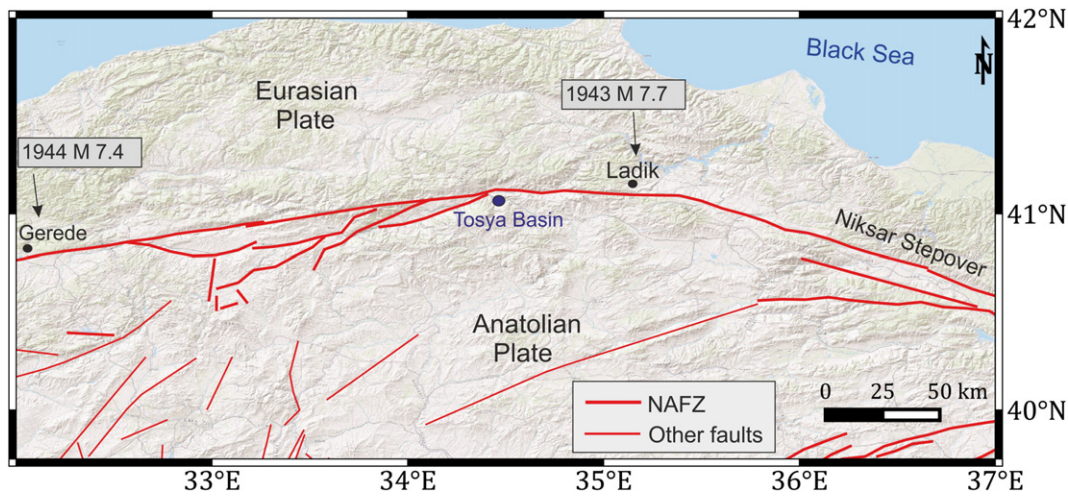 42°N
Black Sea
N
Eurasian
Plate
1943 M 7.7
1944 M 7.4
Ladik
Gerede
Tosya Basin
41°N
Niksar Stepover
Anatolian
Plate
NAFZ
Other faults
0 25 50 km
40°N
33°E 34°E 35°E 36°E 37°E